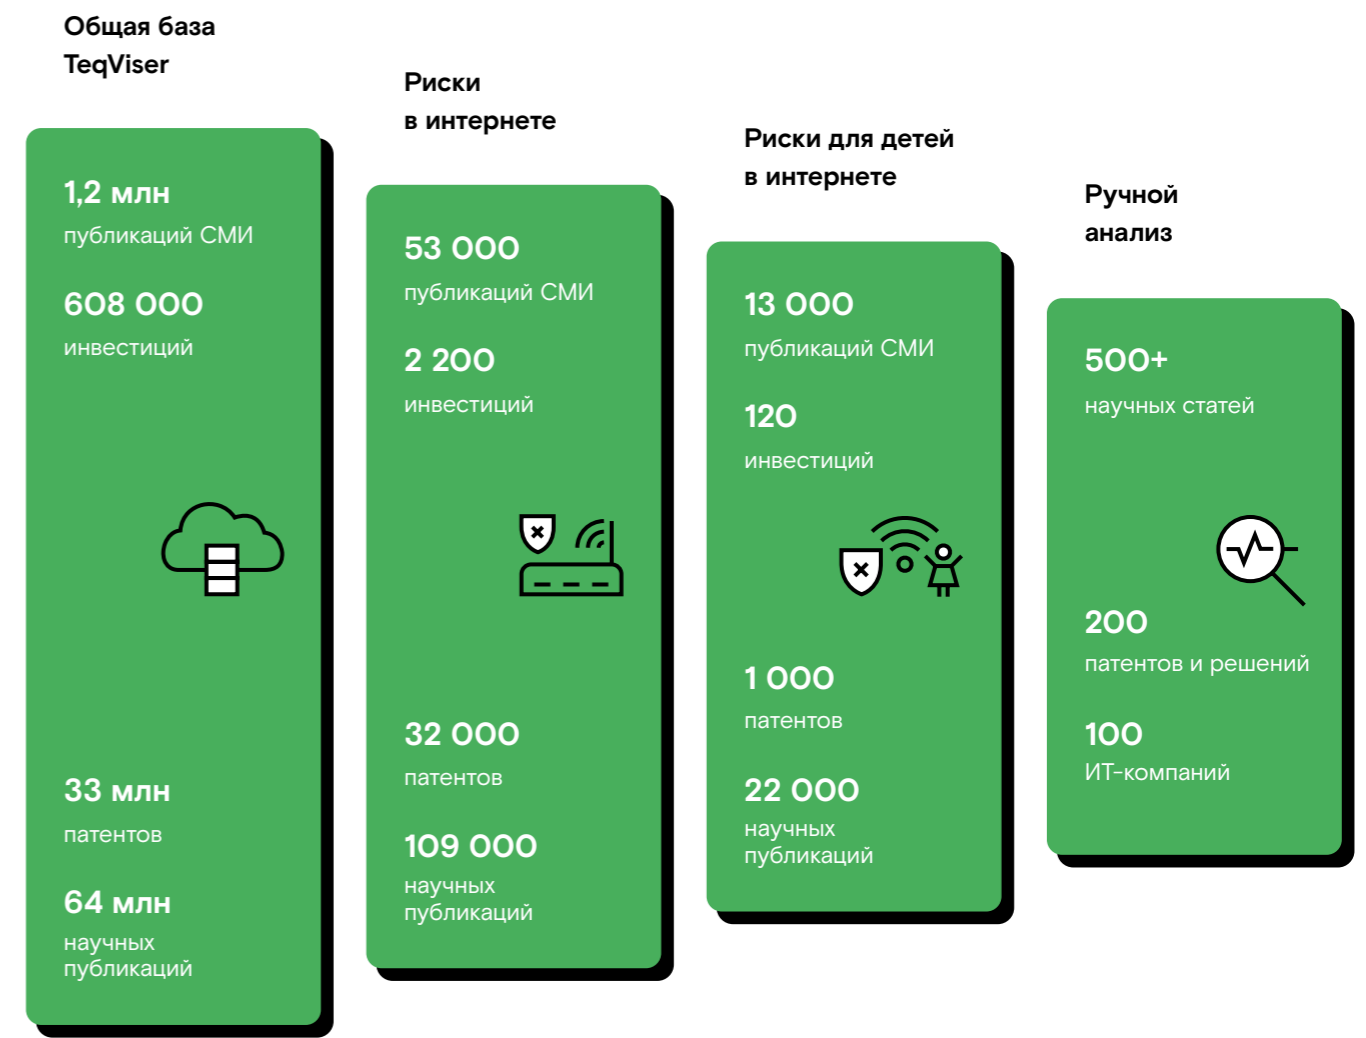 Общая база
TeqViser
1,2 млн
публикаций СМИ
608 000
инвестиций
33 млн
патентов
64 млн
научных
публикаций
Риски
в интернете
53 000
публикаций СМИ
2 200
инвестиций
32 000
патентов
109 000
научных
публикаций
Риски для детей
в интернете
13 000
публикаций СМИ
120
инвестиций
1 000
патентов
22 000
научных
публикаций
Ручной
анализ
500+
научных статей
200
патентов и решений
100
ИТ-компаний